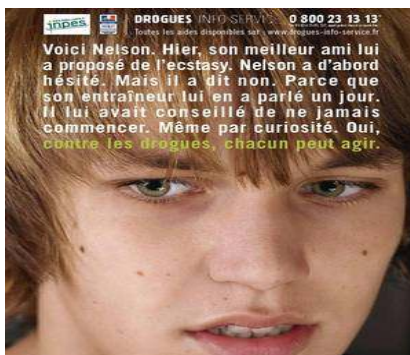 inpes
DROGUES INFO SERVICE 0 800 23 13 13
Toutes les aides disponibles sur www.drogues-info-service.fr
Voici Nelson. Hier, son meilleur ami lui
a proposé de l'ecstasy. Nelson a d'abord
hésité. Mais il a dit non. Parce que
son entraîneur lui en a parlé un jour.
Il lui avait conseillé de ne jamais
commencer. Même par curiosité. Oui,
contre les drogues, chacun peut agir.